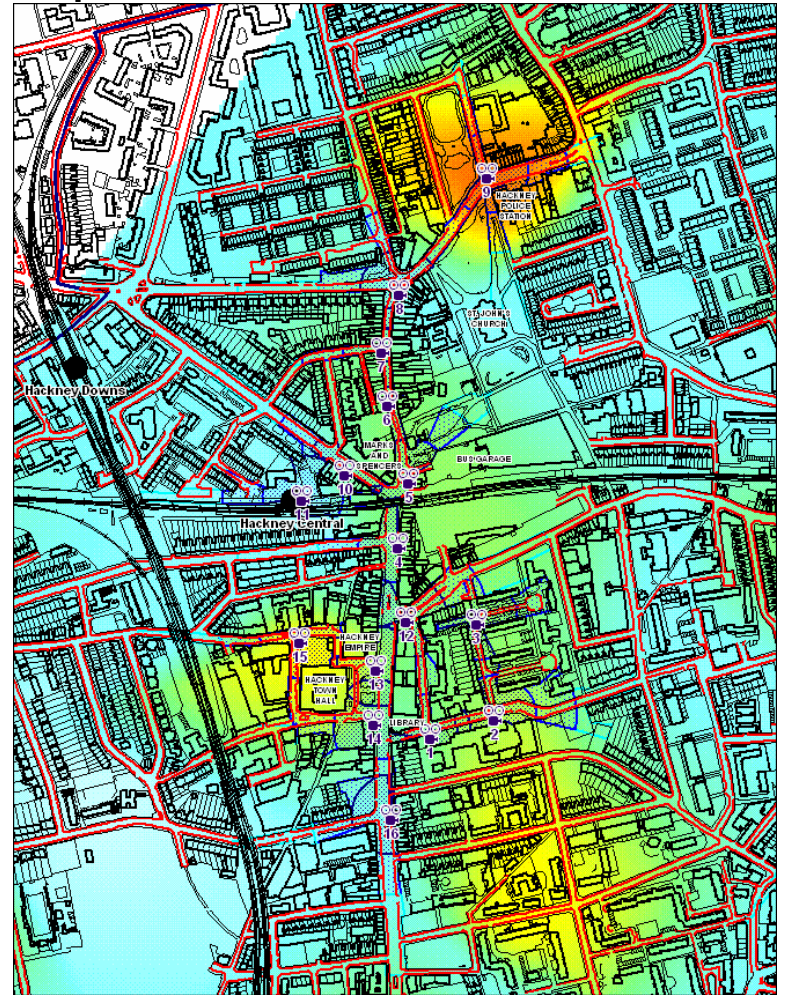 9
HACKNEY
POLICE
STATION
8
ST JOHN'S
CHURCH
7
Hackney Downs
6
MARKS
AND
SPENCERS
BUS GARAGE
10
5
11
Hackney Central
4
12
3
15
HACKNEY
EMPIRE
13
HACKNEY
TOWN
HALL
14
LIBRARY
1
2
16